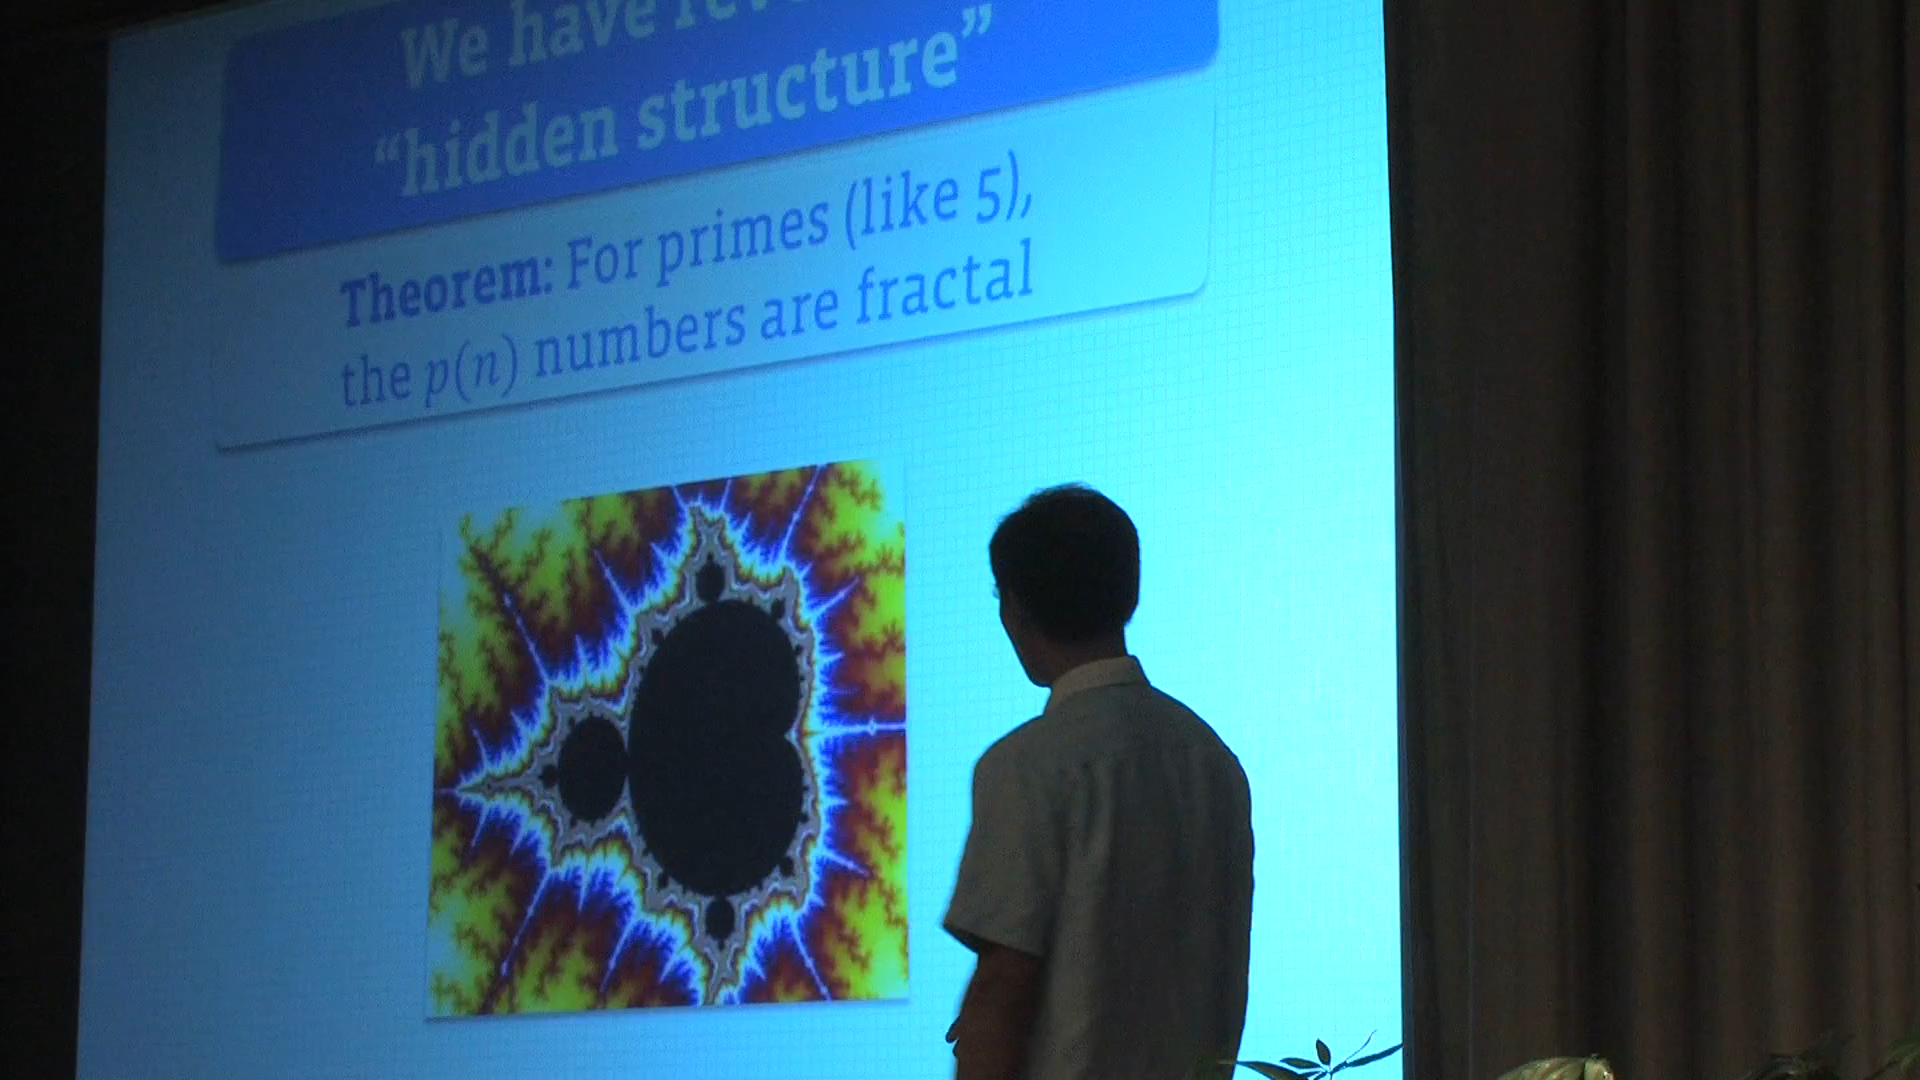 We have
“hidden structure”
Theorem: For primes (like 5),
the p(n) numbers are fractal